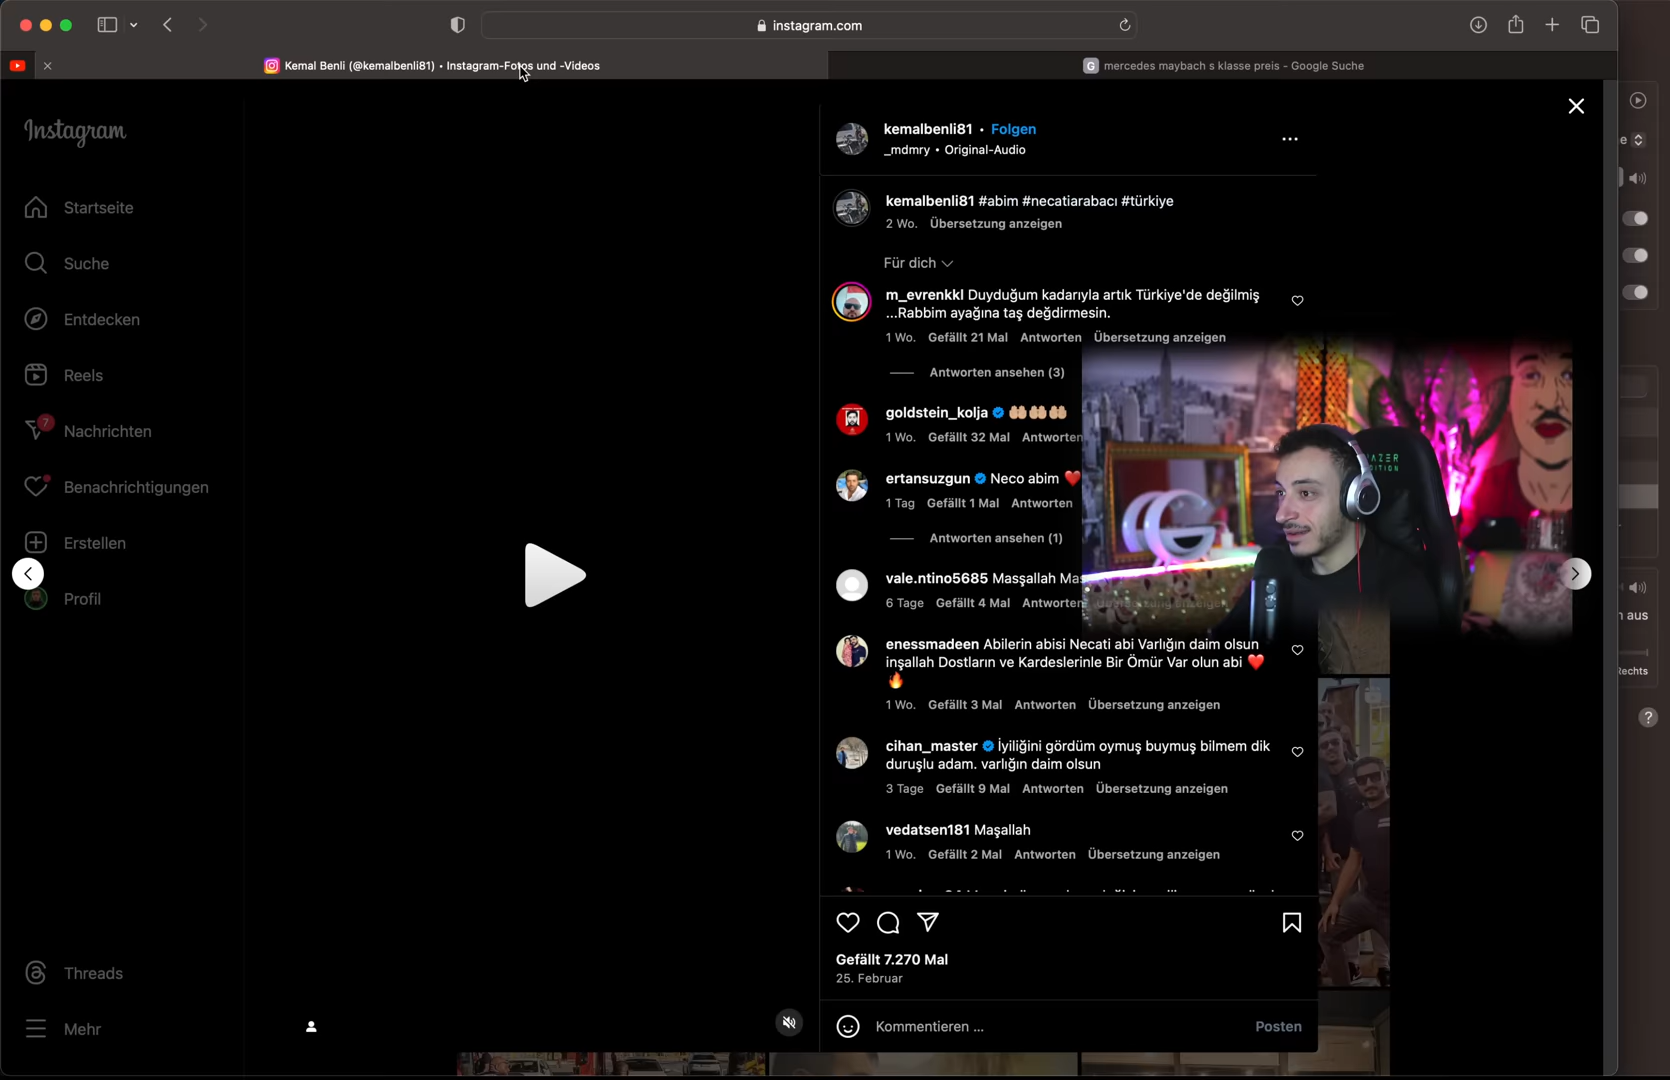 instagram.com
Kemal Benli (@kemalbenli81) • Instagram-Fotos und -Videos
G mercedes maybach s klasse preis - Google Suche
Instagram
Startseite
Suche
Entdecken
Reels
7
Nachrichten
Benachrichtigungen
Erstellen
Profil
Threads
Mehr
kemalbenli81 • Folgen
_mdmry • Original-Audio
kemalbenli81 #abim #necatiarabacı #türkiye
2 Wo. Übersetzung anzeigen
Für dich
m_evrenkkl Duyduğum kadarıyla artık Türkiye'de değilmiş
...Rabbim ayağına taş değdirmesin.
1 Wo. Gefällt 21 Mal Antworten Übersetzung anzeigen
Antworten ansehen (3)
goldstein_kolja
1 Wo. Gefällt 32 Mal Antworten
ertansuzgun Neco abim ❤️
1 Tag Gefällt 1 Mal Antworten
Antworten ansehen (1)
vale.ntino5685 Masşallah
6 Tage Gefällt 4 Mal Antworten Übersetzung anzeigen
enessmadeen Abilerin abisi Necati abi Varlığın daim olsun
inşallah Dostların ve Kardeslerinle Bir Ömür Var olun abi ❤️
🔥
1 Wo. Gefällt 3 Mal Antworten Übersetzung anzeigen
cihan_master İyiliğini gördüm oymuş buymuş bilmem dik
duruşlu adam. varlığın daim olsun
3 Tage Gefällt 9 Mal Antworten Übersetzung anzeigen
vedatsen181 Maşallah
1 Wo. Gefällt 2 Mal Antworten Übersetzung anzeigen
Gefällt 7.270 Mal
25. Februar
Kommentieren ...
Posten
aus
Rechts
?